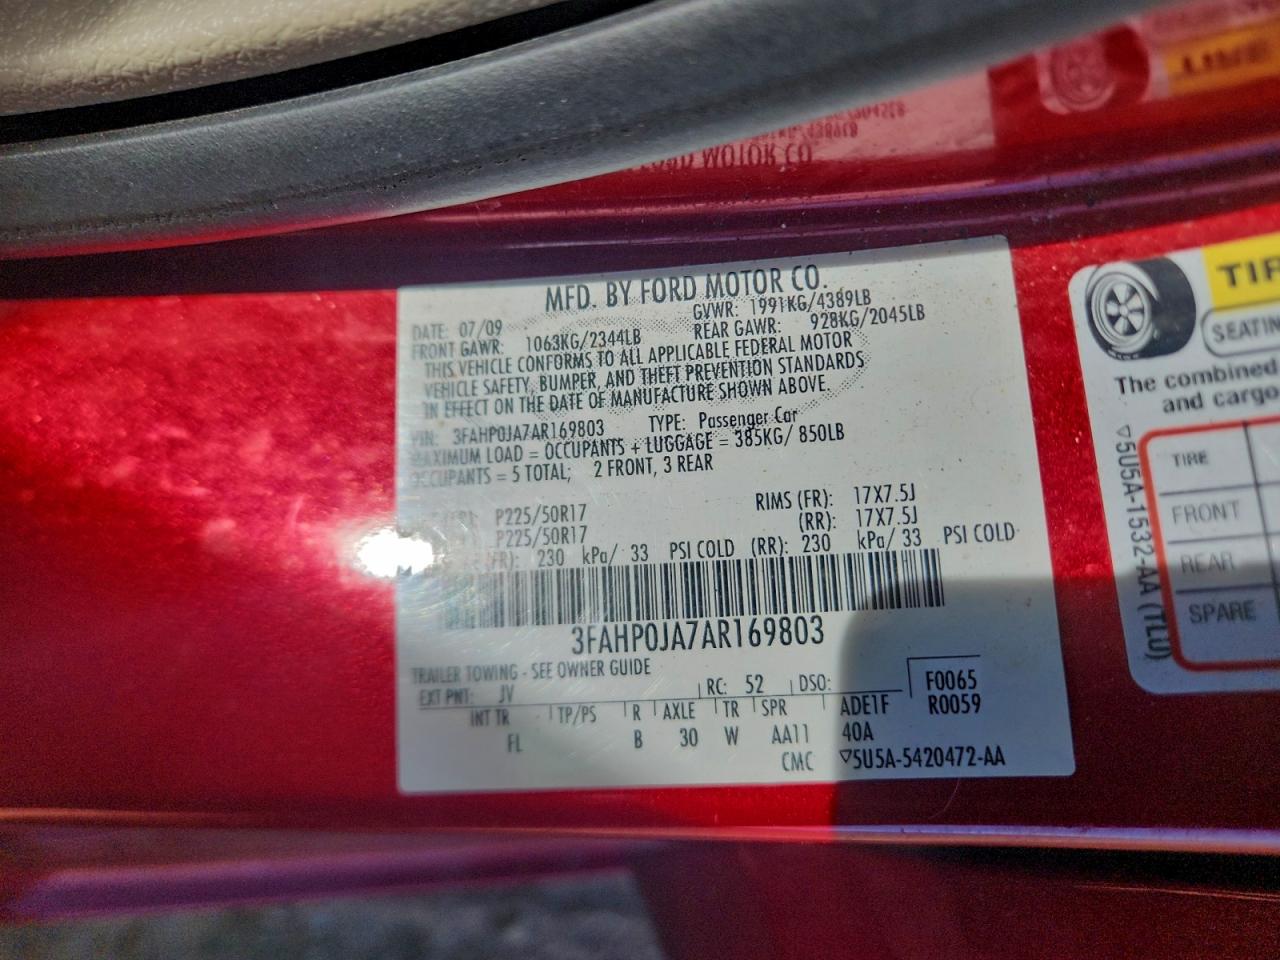 MFD. BY FORD MOTOR CO.
DATE: 07/09 GVWR: 1991KG/4389LB
FRONT GAWR: 1063KG/2344LB REAR GAWR: 928KG/2045LB
THIS VEHICLE CONFORMS TO ALL APPLICABLE FEDERAL MOTOR
VEHICLE SAFETY, BUMPER, AND THEFT PREVENTION STANDARDS
IN EFFECT ON THE DATE OF MANUFACTURE SHOWN ABOVE.
VIN: 3FAHP0JA7AR169803 TYPE: Passenger Car
MAXIMUM LOAD = OCCUPANTS + LUGGAGE = 385KG/ 850LB
OCCUPANTS = 5 TOTAL; 2 FRONT, 3 REAR
P225/50R17 RIMS (FR): 17X7.5J
P225/50R17 (RR): 17X7.5J
(FR): 230 kPa/ 33 PSI COLD (RR): 230 kPa/ 33 PSI COLD
3FAHP0JA7AR169803
TRAILER TOWING - SEE OWNER GUIDE
EXT PNT: JV RC: 52 DSO: F0065
INT TR TP/PS R AXLE TR SPR ADE1F R0059
FL B 30 W AA11 40A
CMC ▽5U5A-5420472-AA
TIR
SEATIN
The combined
and cargo
▽5U5A-1532-AA (TLU)
TIRE
FRONT
REAR
SPARE